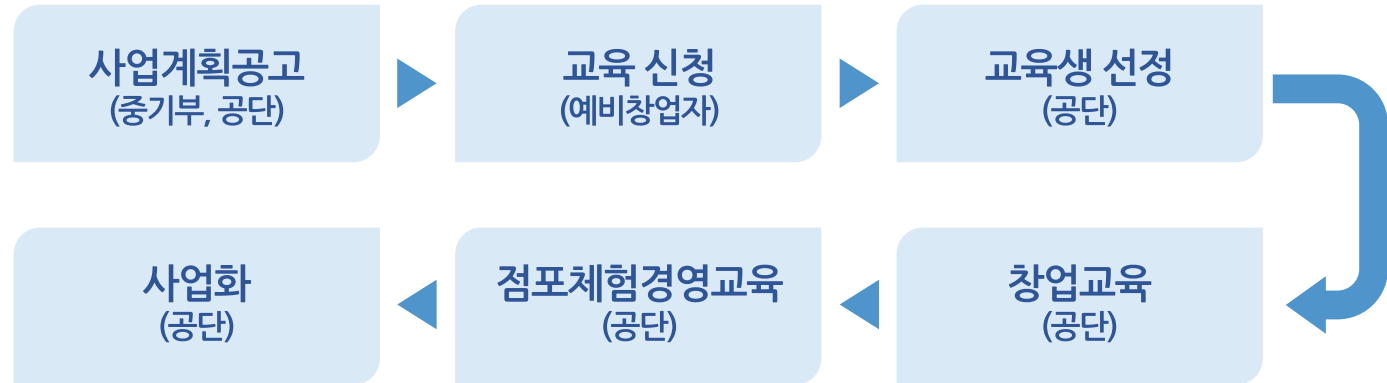 사업계획공고
(중기부, 공단)
교육 신청
(예비창업자)
교육생 선정
(공단)
창업교육
(공단)
점포체험경영교육
(공단)
사업화
(공단)